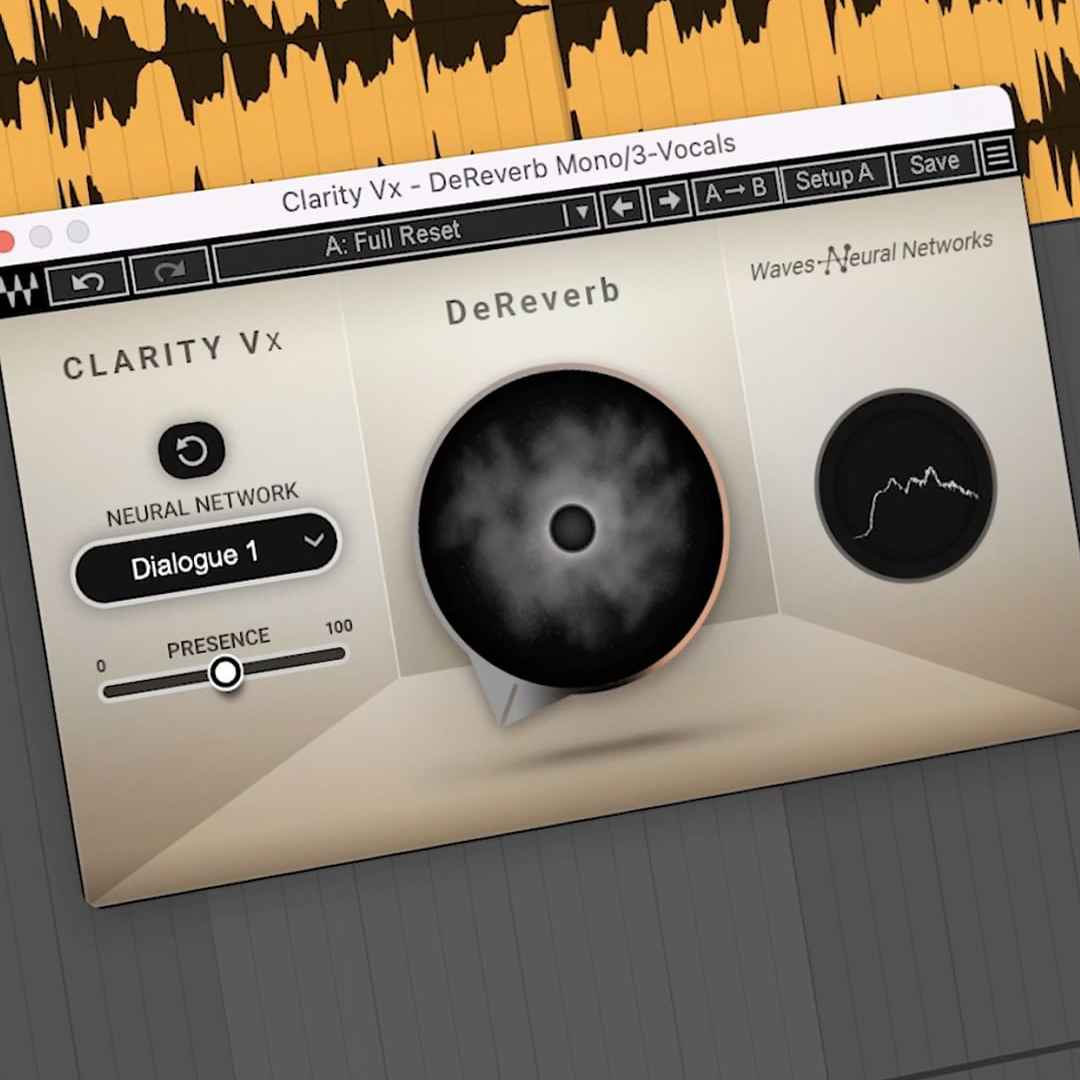 Clarity Vx - DeReverb Mono/3-Vocals
A: Full Reset
A→B
Setup A
Save
CLARITY Vx
DeReverb
Waves Neural Networks
NEURAL NETWORK
Dialogue 1
PRESENCE
0
100